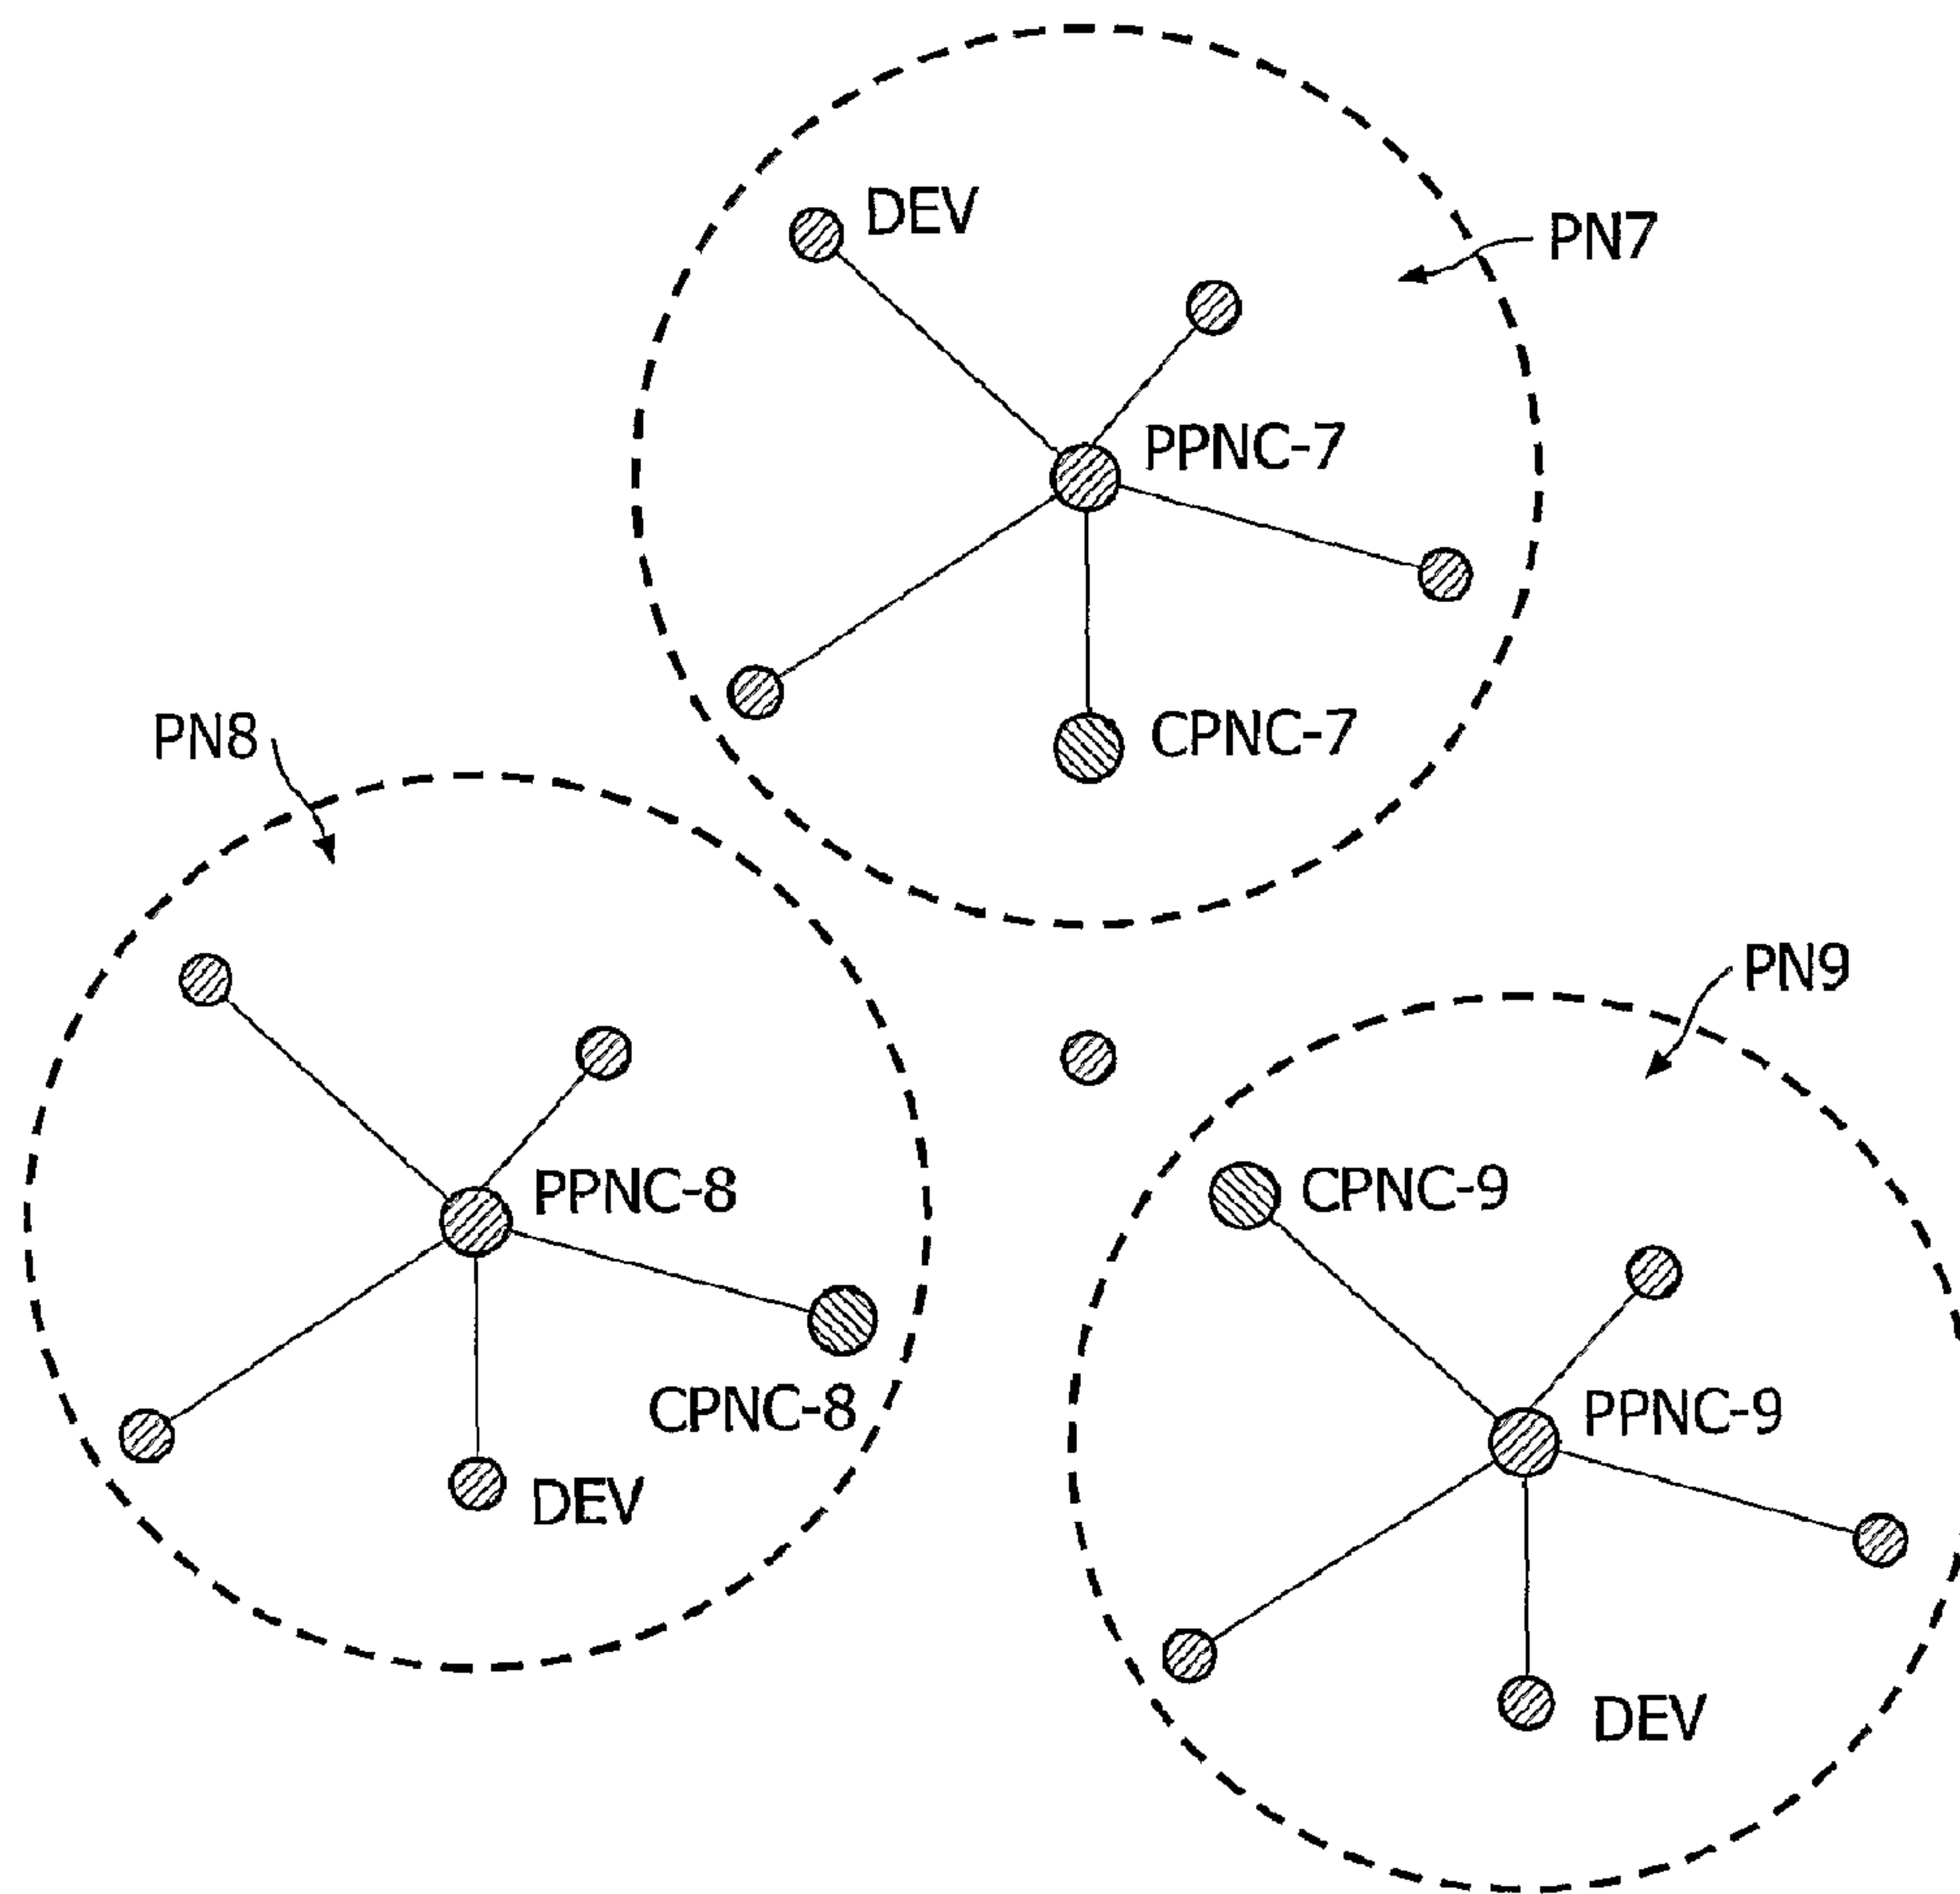 DEV
PN7
PPNC-7
CPNC-7
PN8
PN9
PPNC-8
CPNC-9
CPNC-8
PPNC-9
DEV
DEV